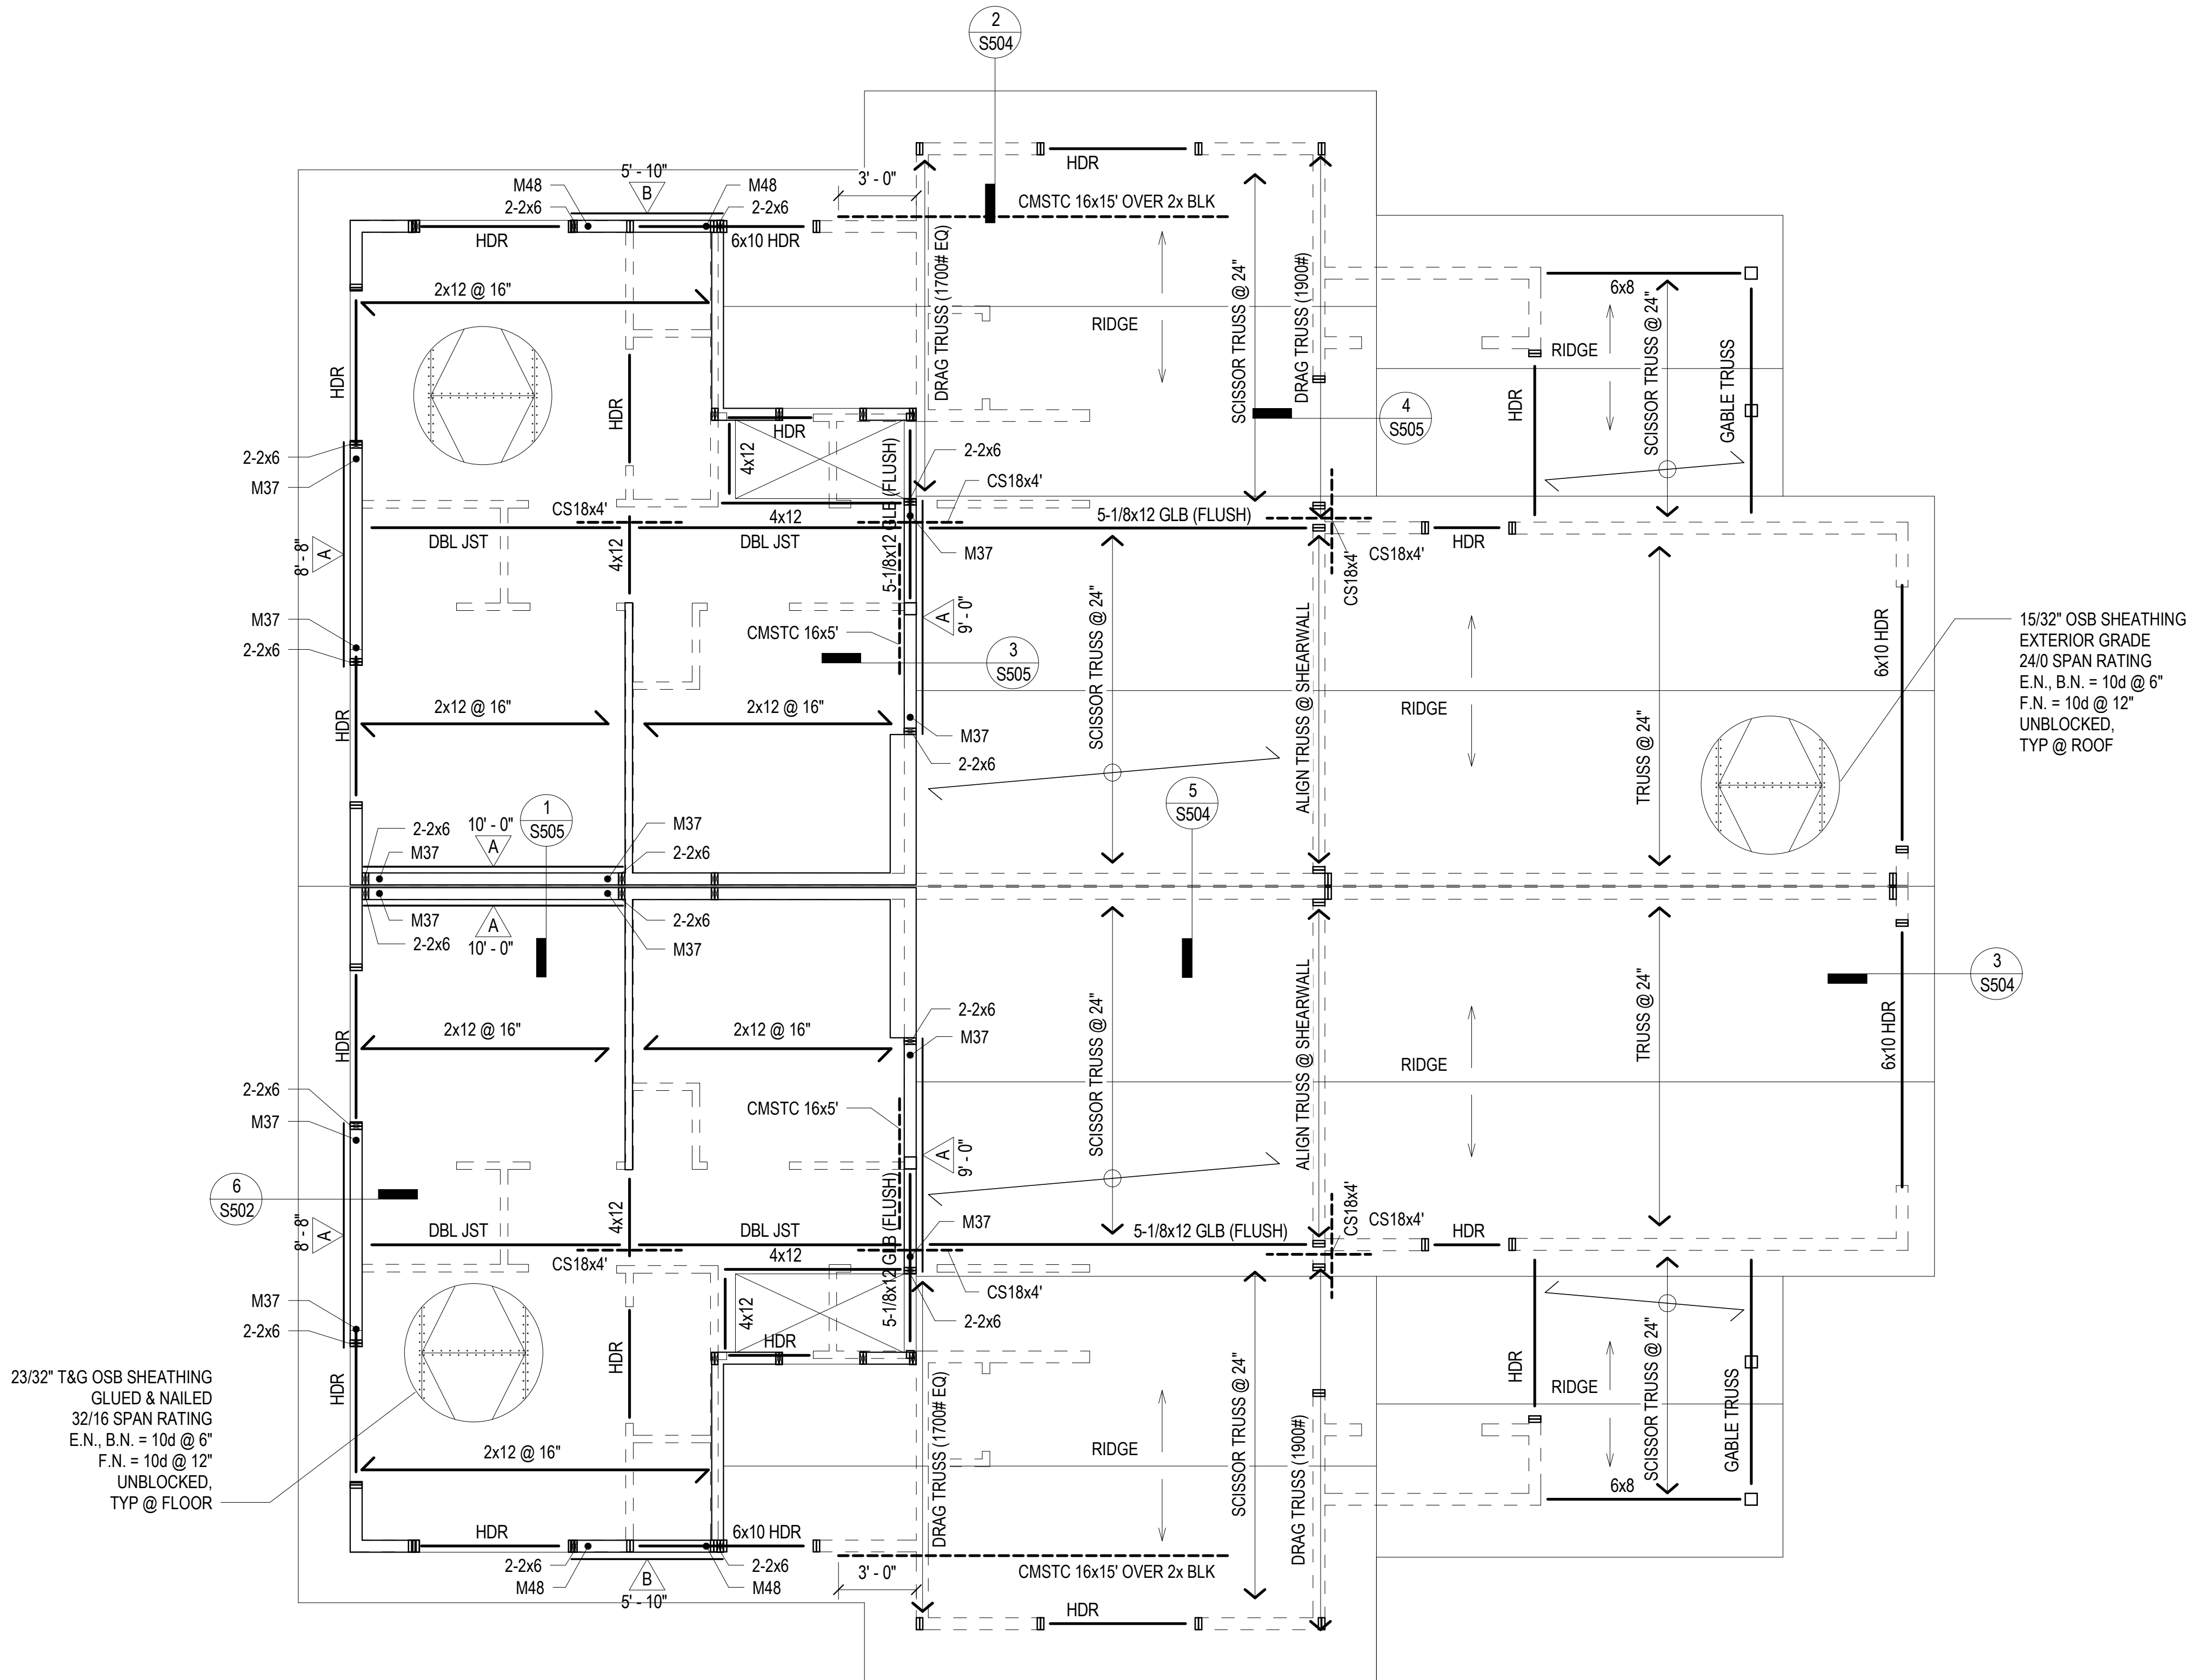 2
S504
5' - 10"
B
M48
2-2x6
M48
2-2x6
3' - 0"
HDR
CMSTC 16x15' OVER 2x BLK
HDR
6x10 HDR
2x12 @ 16"
DRAG TRUSS (1700# EQ)
SCISSOR TRUSS @ 24"
DRAG TRUSS (1900#)
RIDGE
6x8
RIDGE
SCISSOR TRUSS @ 24"
GABLE TRUSS
HDR
HDR
HDR
HDR
4x12
4
S505
2-2x6
M37
2-2x6
CS18x4'
CS18x4'
4x12
5-1/8x12 GLB (FLUSH)
5-1/8x12 GLB (FLUSH)
DBL JST
4x12
DBL JST
M37
HDR
CS18x4'
CS18x4'
8' - 8"
A
M37
2-2x6
A
9' - 0"
CMSTC 16x5'
3
S505
SCISSOR TRUSS @ 24"
ALIGN TRUSS @ SHEARWALL
TRUSS @ 24"
6x10 HDR
15/32" OSB SHEATHING
EXTERIOR GRADE
24/0 SPAN RATING
E.N., B.N. = 10d @ 6"
F.N. = 10d @ 12"
UNBLOCKED,
TYP @ ROOF
HDR
2x12 @ 16"
2x12 @ 16"
RIDGE
M37
2-2x6
1
S505
5
S504
2-2x6
M37
10' - 0"
A
M37
2-2x6
M37
2-2x6
A
10' - 0"
2-2x6
M37
3
S504
HDR
2x12 @ 16"
2x12 @ 16"
2-2x6
M37
SCISSOR TRUSS @ 24"
ALIGN TRUSS @ SHEARWALL
RIDGE
TRUSS @ 24"
6x10 HDR
2-2x6
M37
CMSTC 16x5'
A
9' - 0"
6
S502
8' - 8"
A
DBL JST
4x12
DBL JST
M37
5-1/8x12 GLB (FLUSH)
5-1/8x12 GLB (FLUSH)
CS18x4'
CS18x4'
HDR
CS18x4'
4x12
CS18x4'
M37
2-2x6
2-2x6
4x12
HDR
HDR
HDR
23/32" T&G OSB SHEATHING
GLUED & NAILED
32/16 SPAN RATING
E.N., B.N. = 10d @ 6"
F.N. = 10d @ 12"
UNBLOCKED,
TYP @ FLOOR
2x12 @ 16"
DRAG TRUSS (1700# EQ)
RIDGE
SCISSOR TRUSS @ 24"
DRAG TRUSS (1900#)
HDR
RIDGE
SCISSOR TRUSS @ 24"
GABLE TRUSS
6x8
HDR
6x10 HDR
2-2x6
M48
B
5' - 10"
2-2x6
M48
3' - 0"
CMSTC 16x15' OVER 2x BLK
HDR